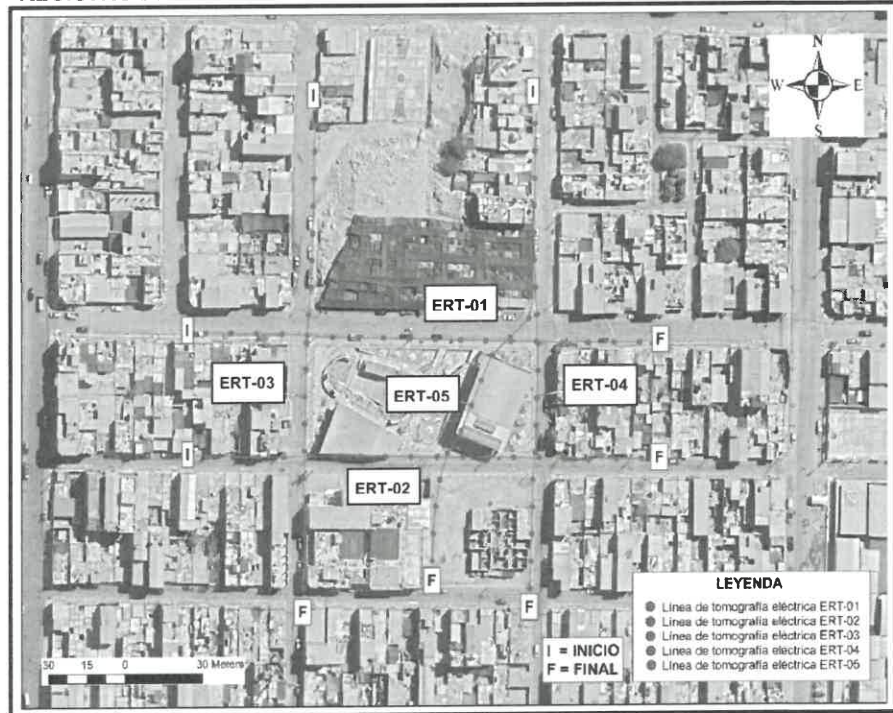 N
W E
S
I
I
ERT-01
I
F
ERT-03
ERT-05
ERT-04
I
F
ERT-02
F
F
F
LEYENDA
Línea de tomografía eléctrica ERT-01
Línea de tomografía eléctrica ERT-02
Línea de tomografía eléctrica ERT-03
Línea de tomografía eléctrica ERT-04
Línea de tomografía eléctrica ERT-05
I = INICIO
F = FINAL
30 15 0 30 Meters